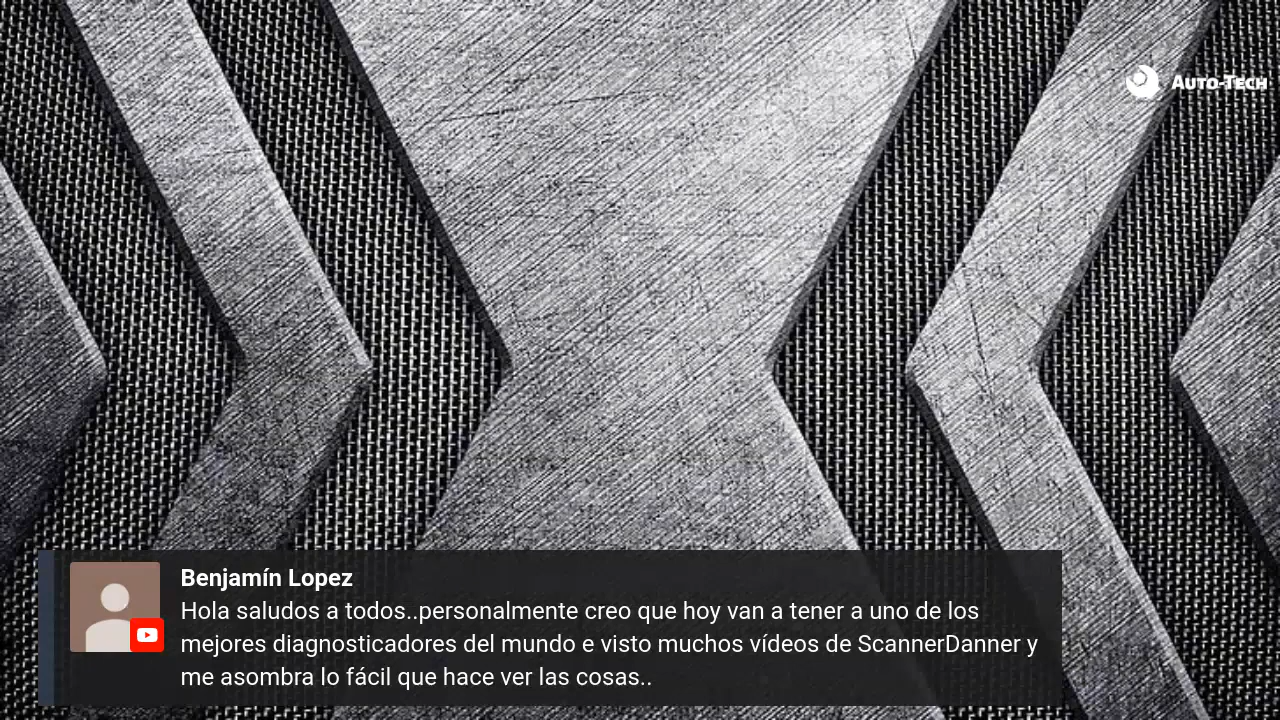 AUTO-TECH
Benjamín Lopez
Hola saludos a todos..personalmente creo que hoy van a tener a uno de los
mejores diagnosticadores del mundo e visto muchos vídeos de ScannerDanner y
me asombra lo fácil que hace ver las cosas..